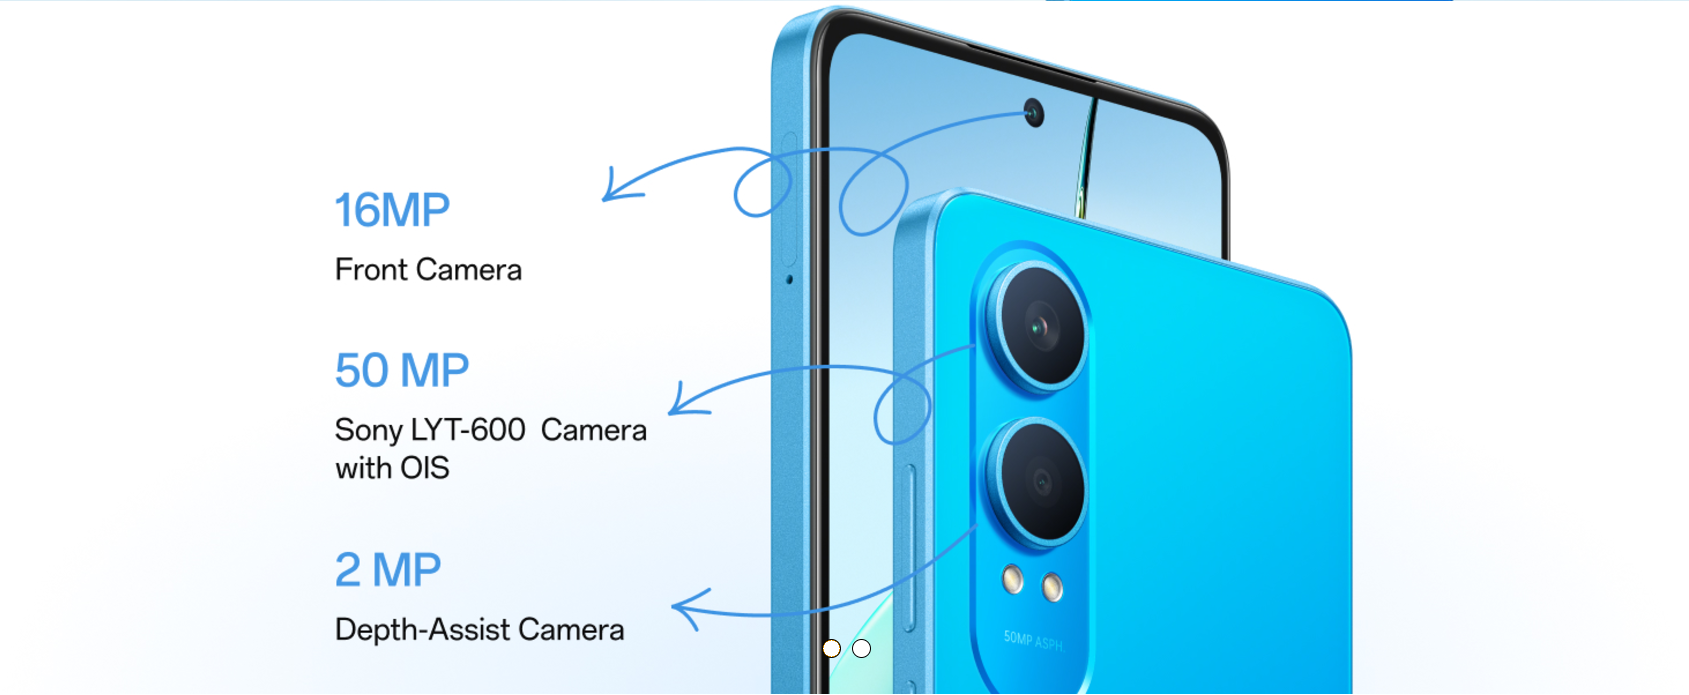 16MP
Front Camera
50 MP
Sony LYT-600  Camera
with OIS
2 MP
Depth-Assist Camera
50MP ASPH.